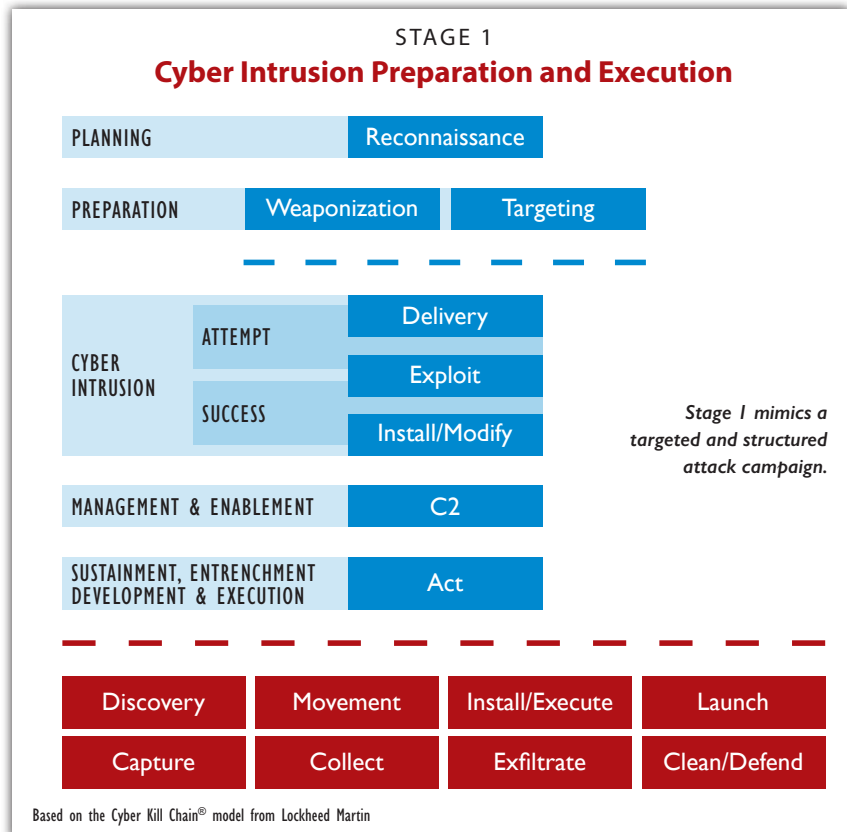 STAGE 1
Cyber Intrusion Preparation and Execution
PLANNING
Reconnaissance
PREPARATION
Weaponization
Targeting
CYBER
INTRUSION
ATTEMPT
Delivery
Exploit
SUCCESS
Install/Modify
Stage 1 mimics a
targeted and structured
attack campaign.
MANAGEMENT & ENABLEMENT
C2
SUSTAINMENT, ENTRENCHMENT
DEVELOPMENT & EXECUTION
Act
Discovery
Movement
Install/Execute
Launch
Capture
Collect
Exfiltrate
Clean/Defend
Based on the Cyber Kill Chain® model from Lockheed Martin